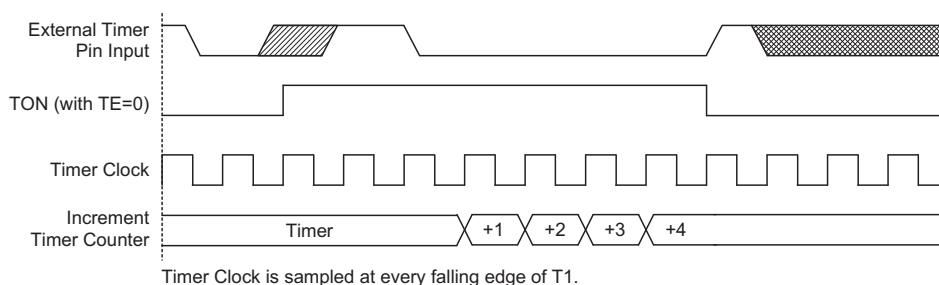 External Timer
Pin Input
TON (with TE=0)
Timer Clock
Increment
Timer Counter
Timer +1 +2 +3 +4
Timer Clock is sampled at every falling edge of T1.